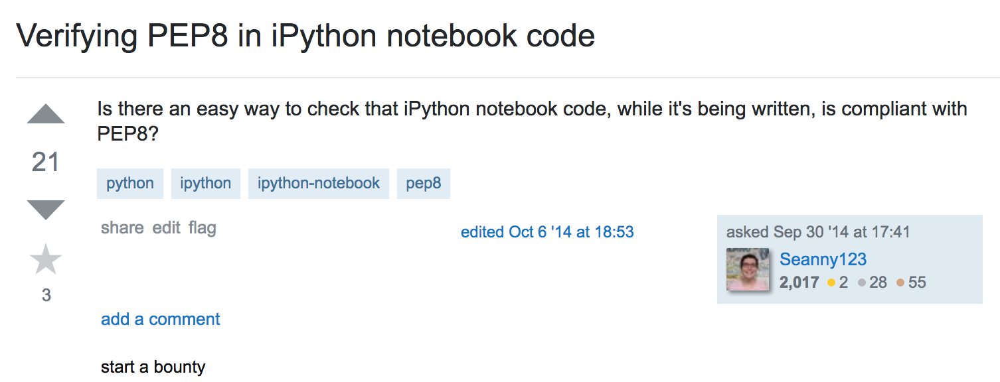 Verifying PEP8 in iPython notebook code
Is there an easy way to check that iPython notebook code, while it's being written, is compliant with
PEP8?
21
python ipython ipython-notebook pep8
share edit flag
edited Oct 6 '14 at 18:53
asked Sep 30 '14 at 17:41
Seanny123
2,017 2 28 55
3
add a comment
start a bounty